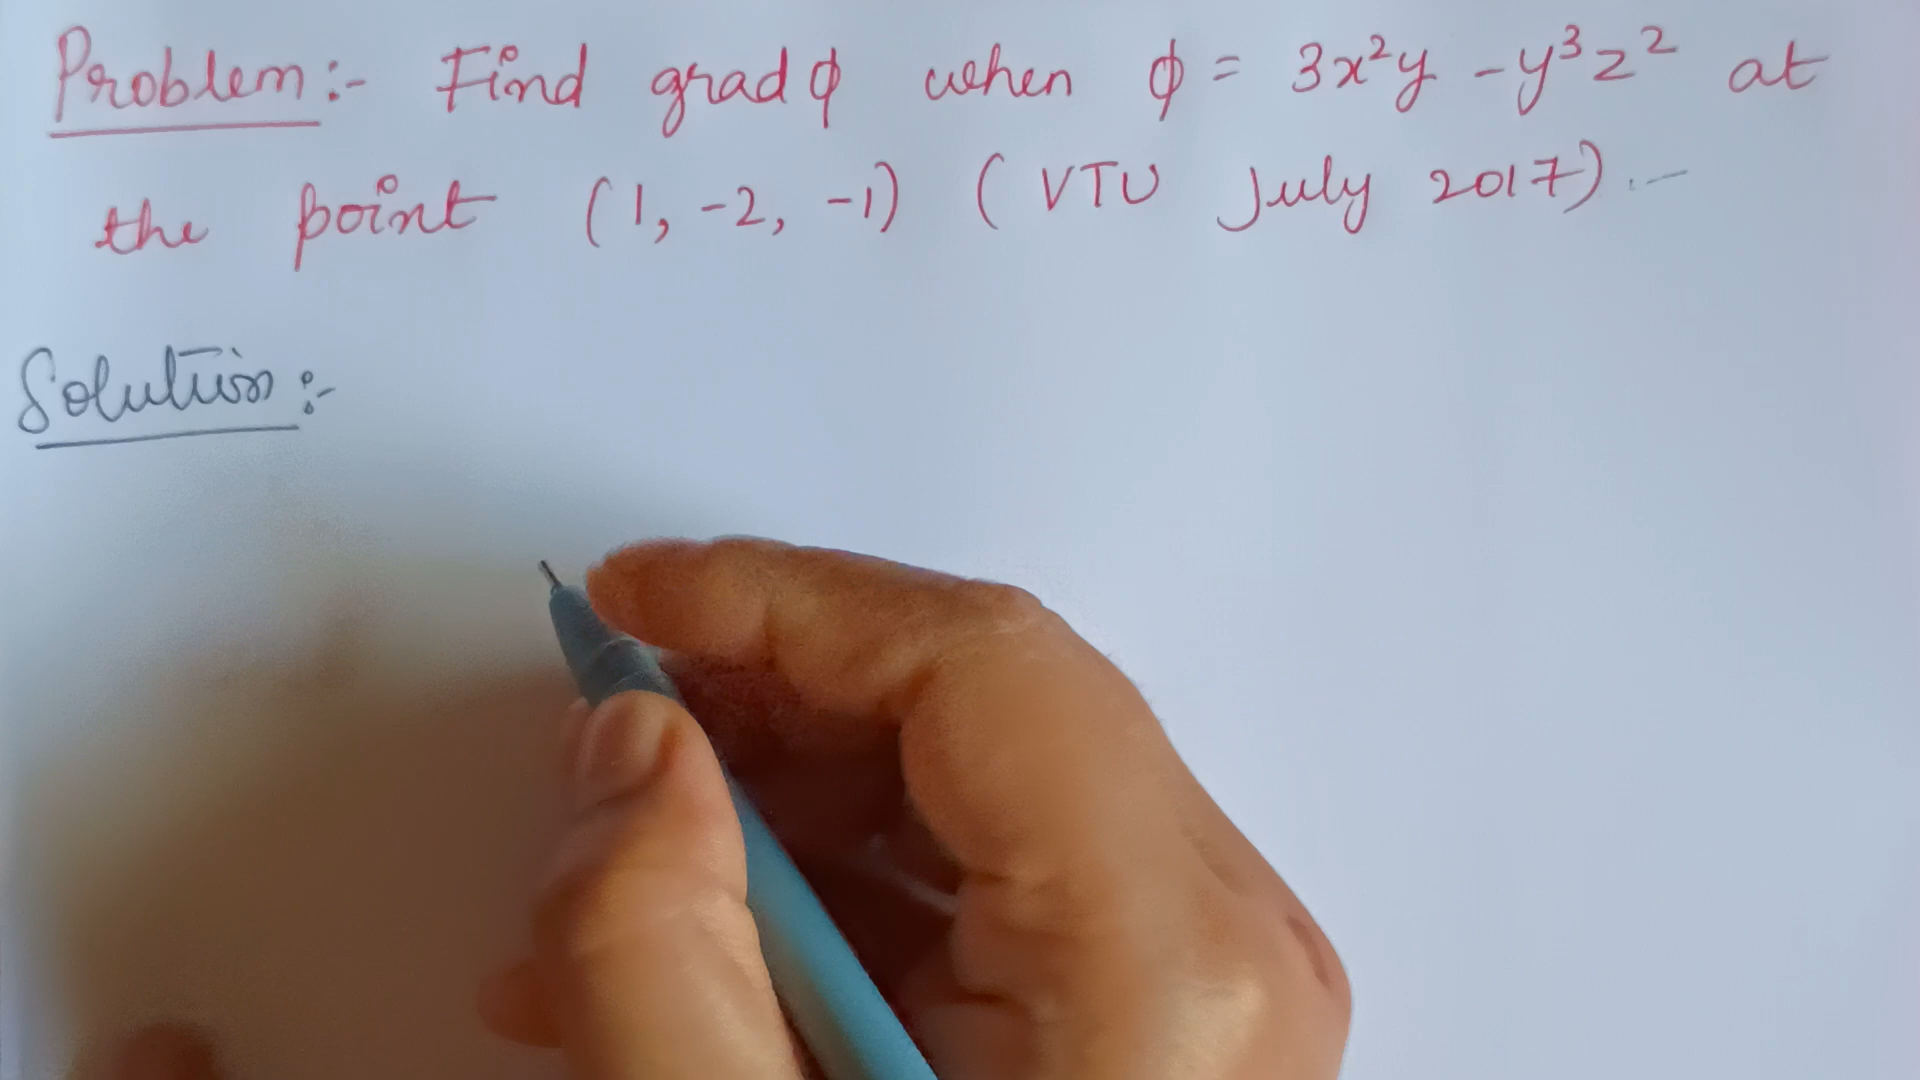 Problem:- Find grad ϕ when ϕ = 3x²y - y³z² at
the point (1, -2, -1) (VTU July 2017).-
Solution:-